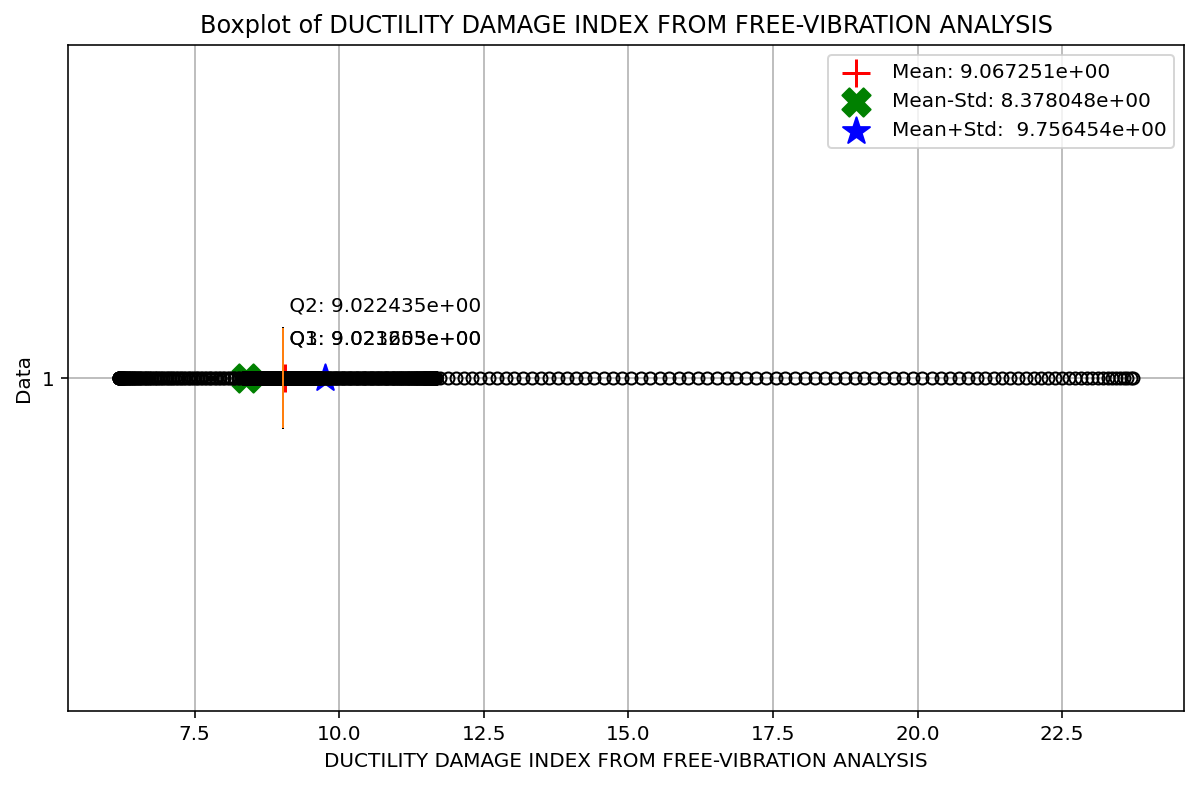 Boxplot of DUCTILITY DAMAGE INDEX FROM FREE-VIBRATION ANALYSIS
Mean: 9.067251e+00
Mean-Std: 8.378048e+00
Mean+Std: 9.756454e+00
Q2: 9.022435e+00
Data
1
7.5 10.0 12.5 15.0 17.5 20.0 22.5
DUCTILITY DAMAGE INDEX FROM FREE-VIBRATION ANALYSIS